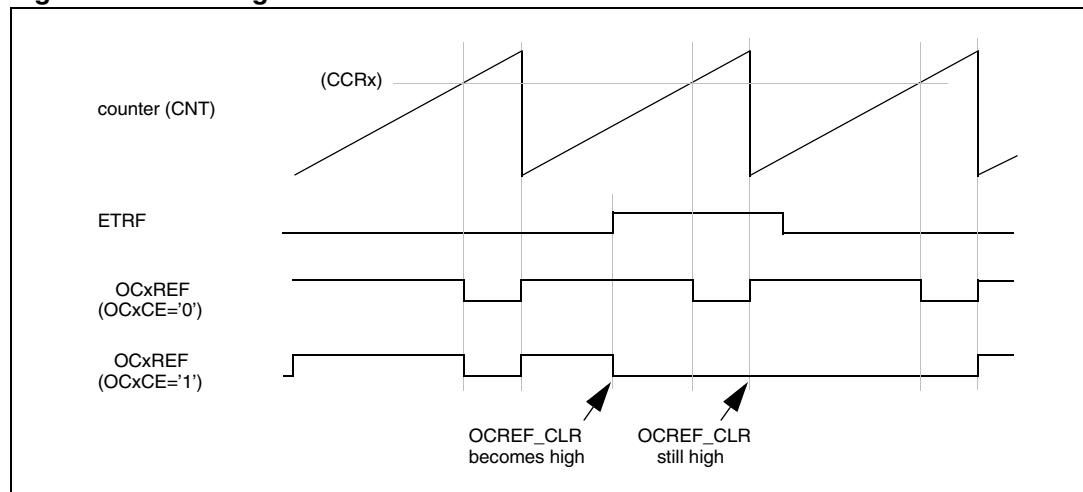 (CCRx)
counter (CNT)
ETRF
OCxREF
(OCxCE='0')
OCxREF
(OCxCE='1')
OCREF_CLR
becomes high
OCREF_CLR
still high